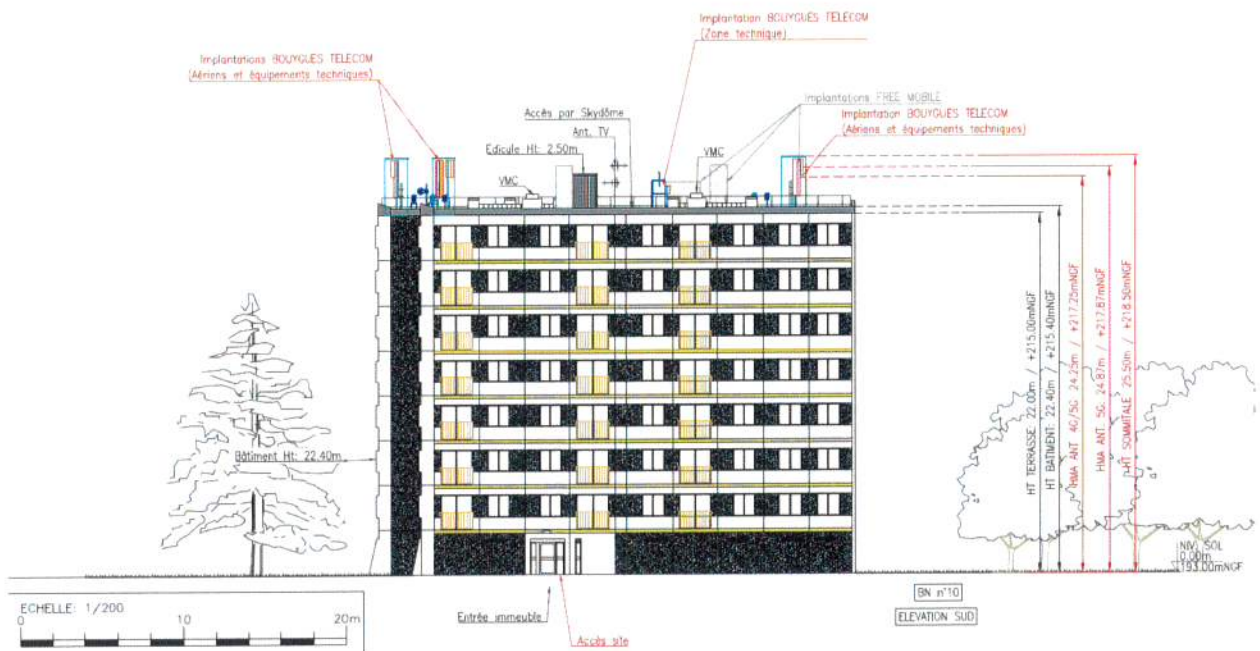 Implantation BOUYGUES TELECOM
(Zone technique)
Implantations BOUYGUES TELECOM
(Aériens et équipements techniques)
Implantations FREE MOBILE
Accès par Skydôme
Implantation BOUYGUES TELECOM
(Aériens et équipements techniques)
Ant. TV
Edicule Ht: 2.50m
VMC
VMC
HT TERRASSE 22.00m / +215.00mNGF
HT BATIMENT: 22.40m / +215.40mNGF
HMA ANT 4G/5G 24.25m / +217.25mNGF
HMA ANT. 5G 24.87m / +217.87mNGF
HT SOMMITALE 25.50m / +218.50mNGF
Bâtiment Ht: 22.40m
NIV. SOL
0.00m
193.00mNGF
BN n°10
ELEVATION SUD
ECHELLE: 1/200
0 10 20m
Entrée immeuble
Accès site